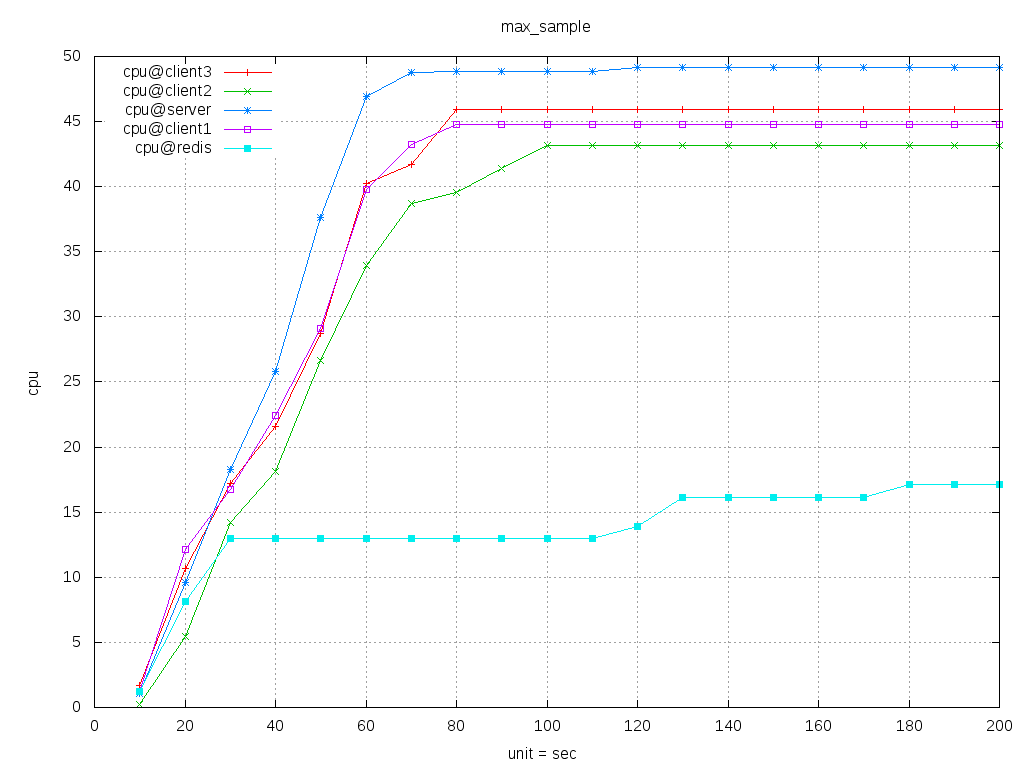 max_sample
cpu@client3
cpu@client2
cpu@server
cpu@client1
cpu@redis
50
45
40
35
30
25
20
15
10
5
0
cpu
0 20 40 60 80 100 120 140 160 180 200
unit = sec